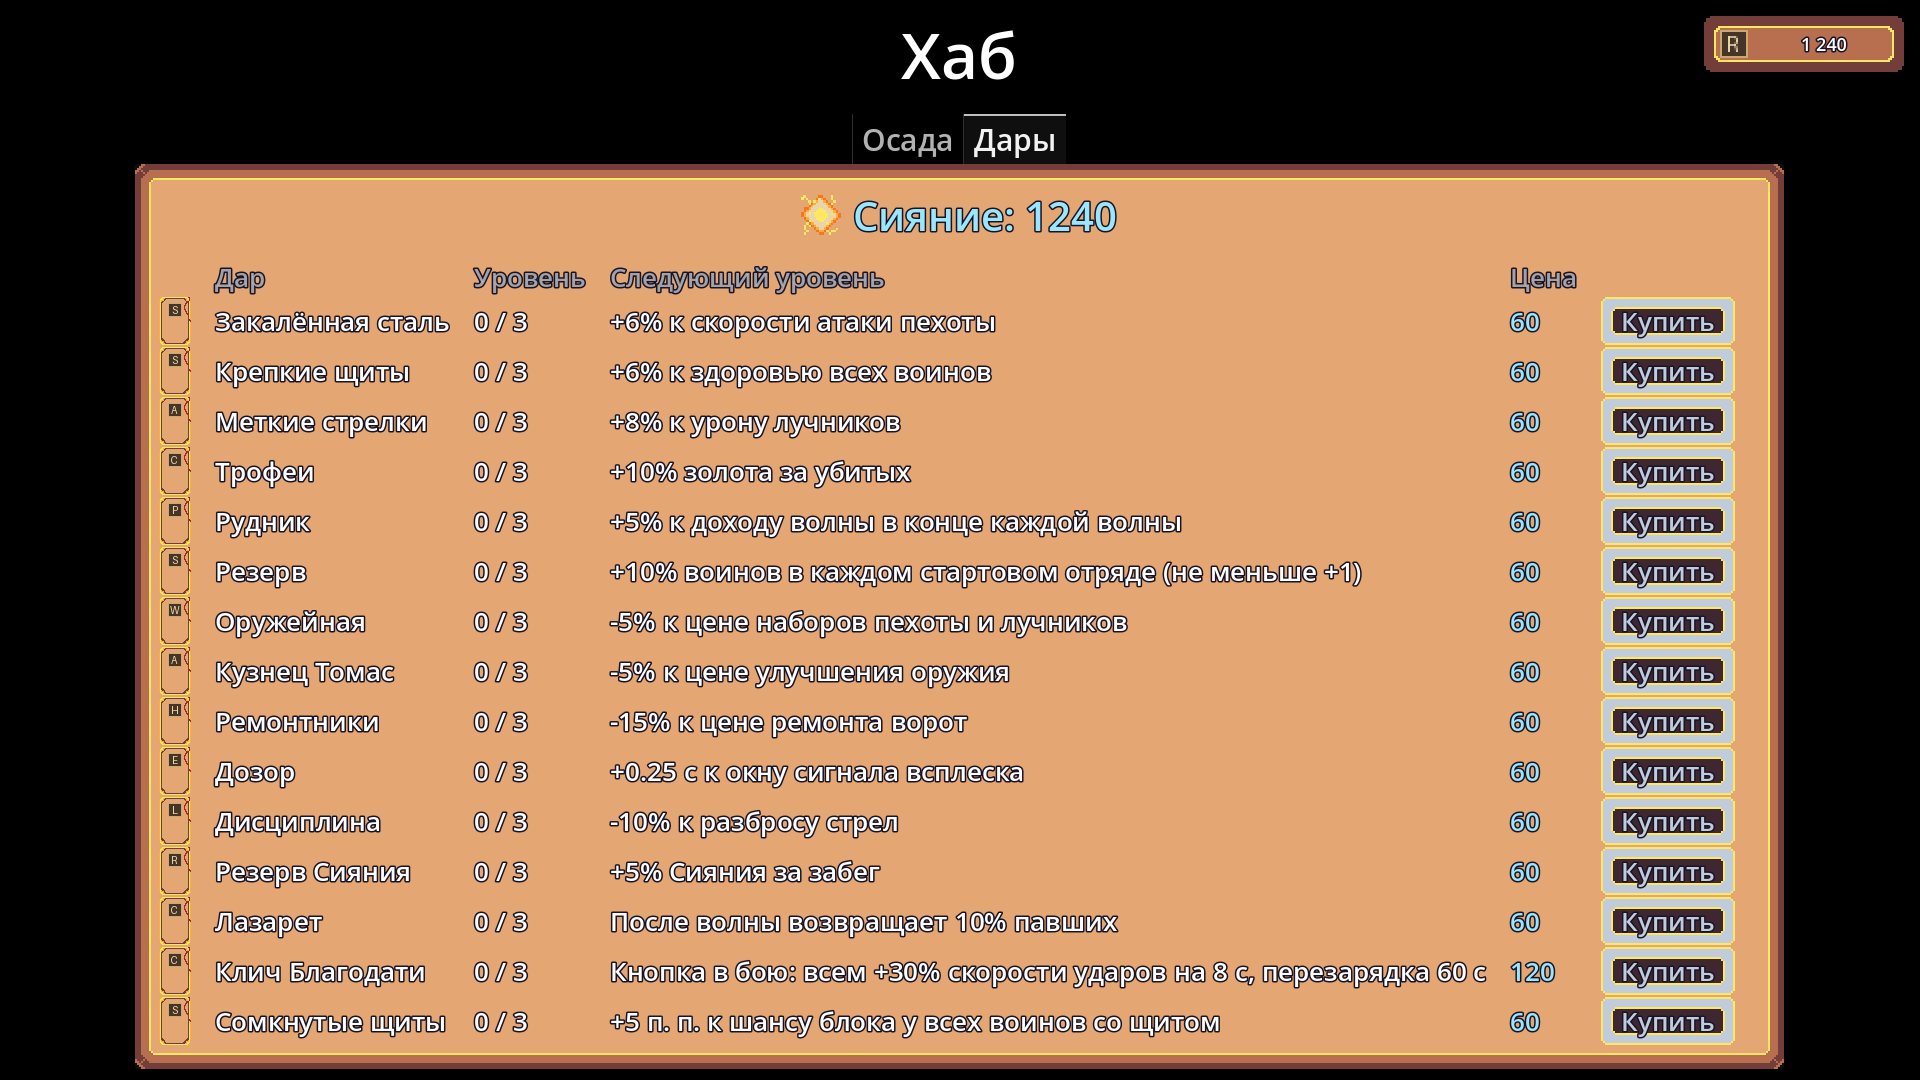 Хаб
R 1 240
Осада Дары
Сияние: 1240
Дар Уровень Следующий уровень Цена
S Закалённая сталь 0 / 3 +6% к скорости атаки пехоты 60 Купить
S Крепкие щиты 0 / 3 +6% к здоровью всех воинов 60 Купить
A Меткие стрелки 0 / 3 +8% к урону лучников 60 Купить
C Трофеи 0 / 3 +10% золота за убитых 60 Купить
P Рудник 0 / 3 +5% к доходу волны в конце каждой волны 60 Купить
S Резерв 0 / 3 +10% воинов в каждом стартовом отряде (не меньше +1) 60 Купить
W Оружейная 0 / 3 -5% к цене наборов пехоты и лучников 60 Купить
A Кузнец Томас 0 / 3 -5% к цене улучшения оружия 60 Купить
H Ремонтники 0 / 3 -15% к цене ремонта ворот 60 Купить
E Дозор 0 / 3 +0.25 с к окну сигнала всплеска 60 Купить
L Дисциплина 0 / 3 -10% к разбросу стрел 60 Купить
R Резерв Сияния 0 / 3 +5% Сияния за забег 60 Купить
C Лазарет 0 / 3 После волны возвращает 10% павших 60 Купить
C Клич Благодати 0 / 3 Кнопка в бою: всем +30% скорости ударов на 8 с, перезарядка 60 с 120 Купить
S Сомкнутые щиты 0 / 3 +5 п. п. к шансу блока у всех воинов со щитом 60 Купить